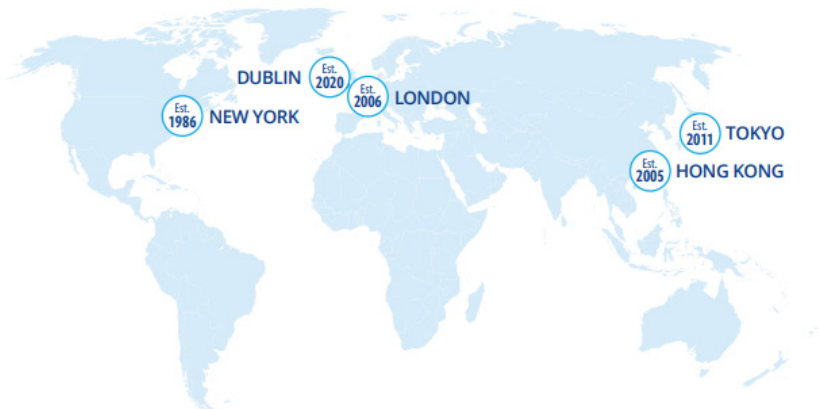 DUBLIN
Est.
2020
Est.
2006
LONDON
Est.
1986
NEW YORK
Est.
2011
TOKYO
Est.
2005
HONG KONG